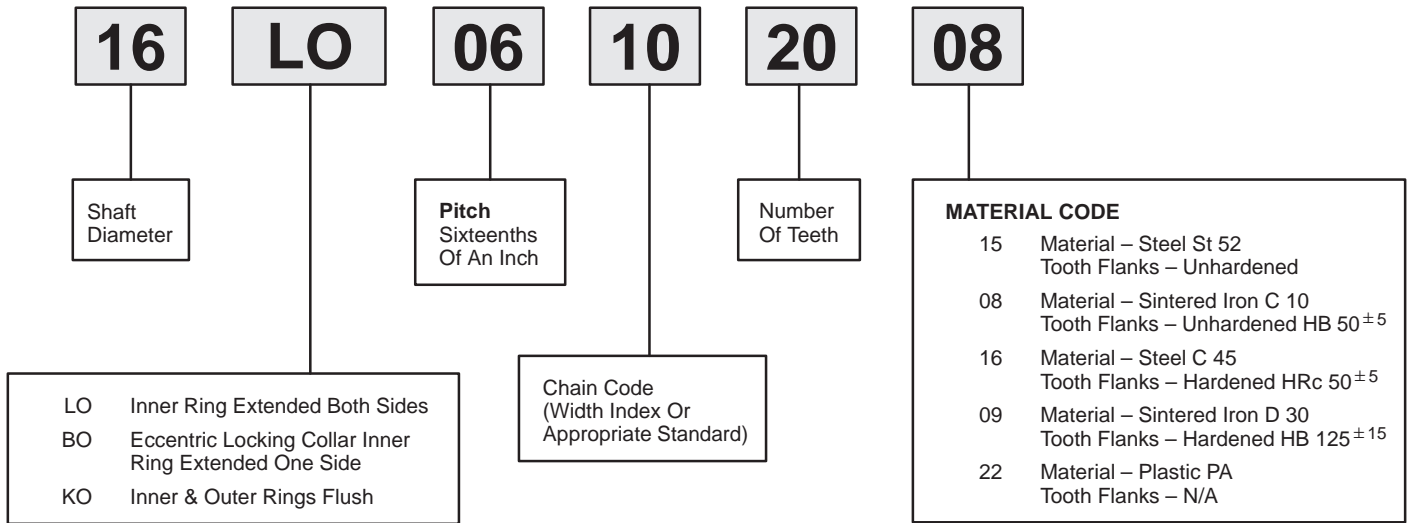 16 LO 06 10 20 08
Shaft
Diameter
Pitch
Sixteenths
Of An Inch
Number
Of Teeth
LO Inner Ring Extended Both Sides
BO Eccentric Locking Collar Inner
Ring Extended One Side
KO Inner & Outer Rings Flush
Chain Code
(Width Index Or
Appropriate Standard)
MATERIAL CODE
15 Material – Steel St 52
Tooth Flanks – Unhardened
08 Material – Sintered Iron C 10
Tooth Flanks – Unhardened HB 50±5
16 Material – Steel C 45
Tooth Flanks – Hardened HRc 50±5
09 Material – Sintered Iron D 30
Tooth Flanks – Hardened HB 125±15
22 Material – Plastic PA
Tooth Flanks – N/A